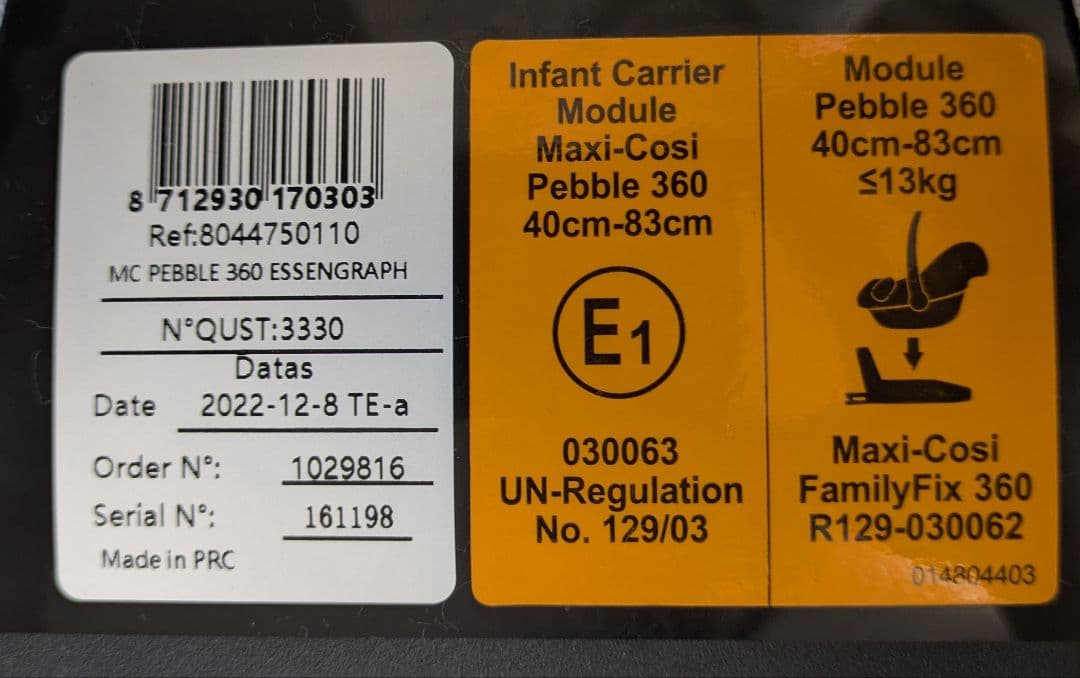 8 712930 170303
Ref:8044750110
MC PEBBLE 360 ESSENGRAPH
N°QUST:3330
Datas
Date 2022-12-8 TE-a
Order N°: 1029816
Serial N°: 161198
Made in PRC
Infant Carrier
Module
Maxi-Cosi
Pebble 360
40cm-83cm
E1
030063
UN-Regulation
No. 129/03
Module
Pebble 360
40cm-83cm
≤13kg
Maxi-Cosi
FamilyFix 360
R129-030062
014804403